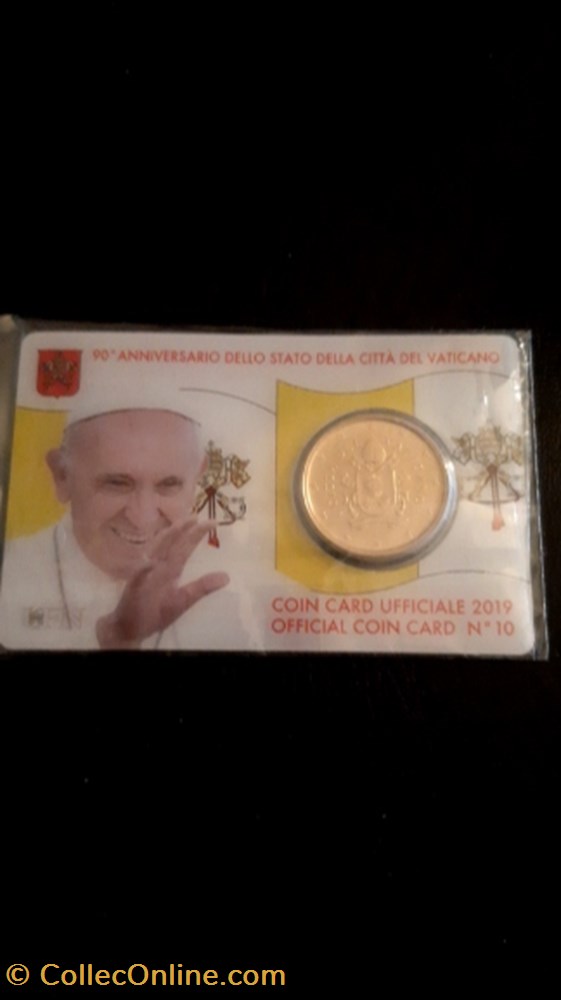 90° ANNIVERSARIO DELLO STATO DELLA CITTÀ DEL VATICANO
COIN CARD UFFICIALE 2019
OFFICIAL COIN CARD N° 10
© CollecOnline.com